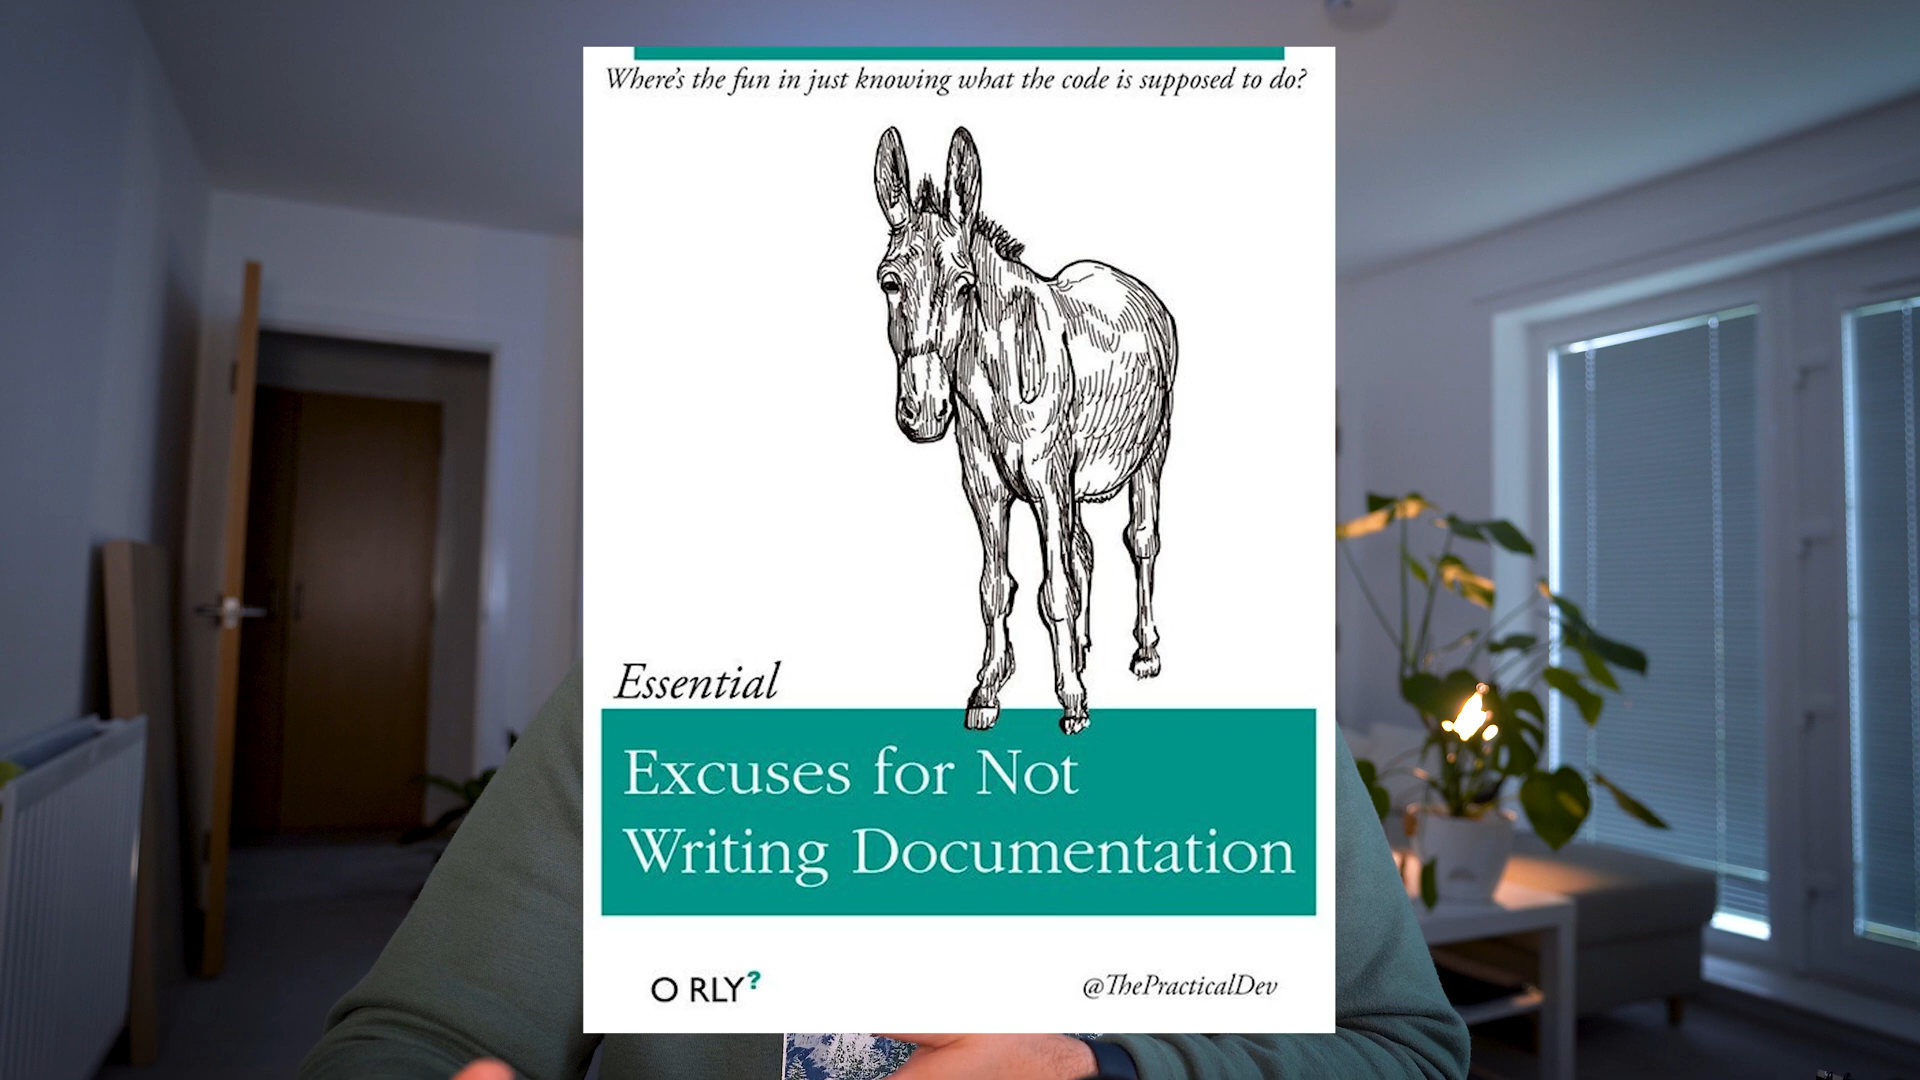 Where's the fun in just knowing what the code is supposed to do?
Essential
Excuses for Not
Writing Documentation
O RLY?
@ThePracticalDev